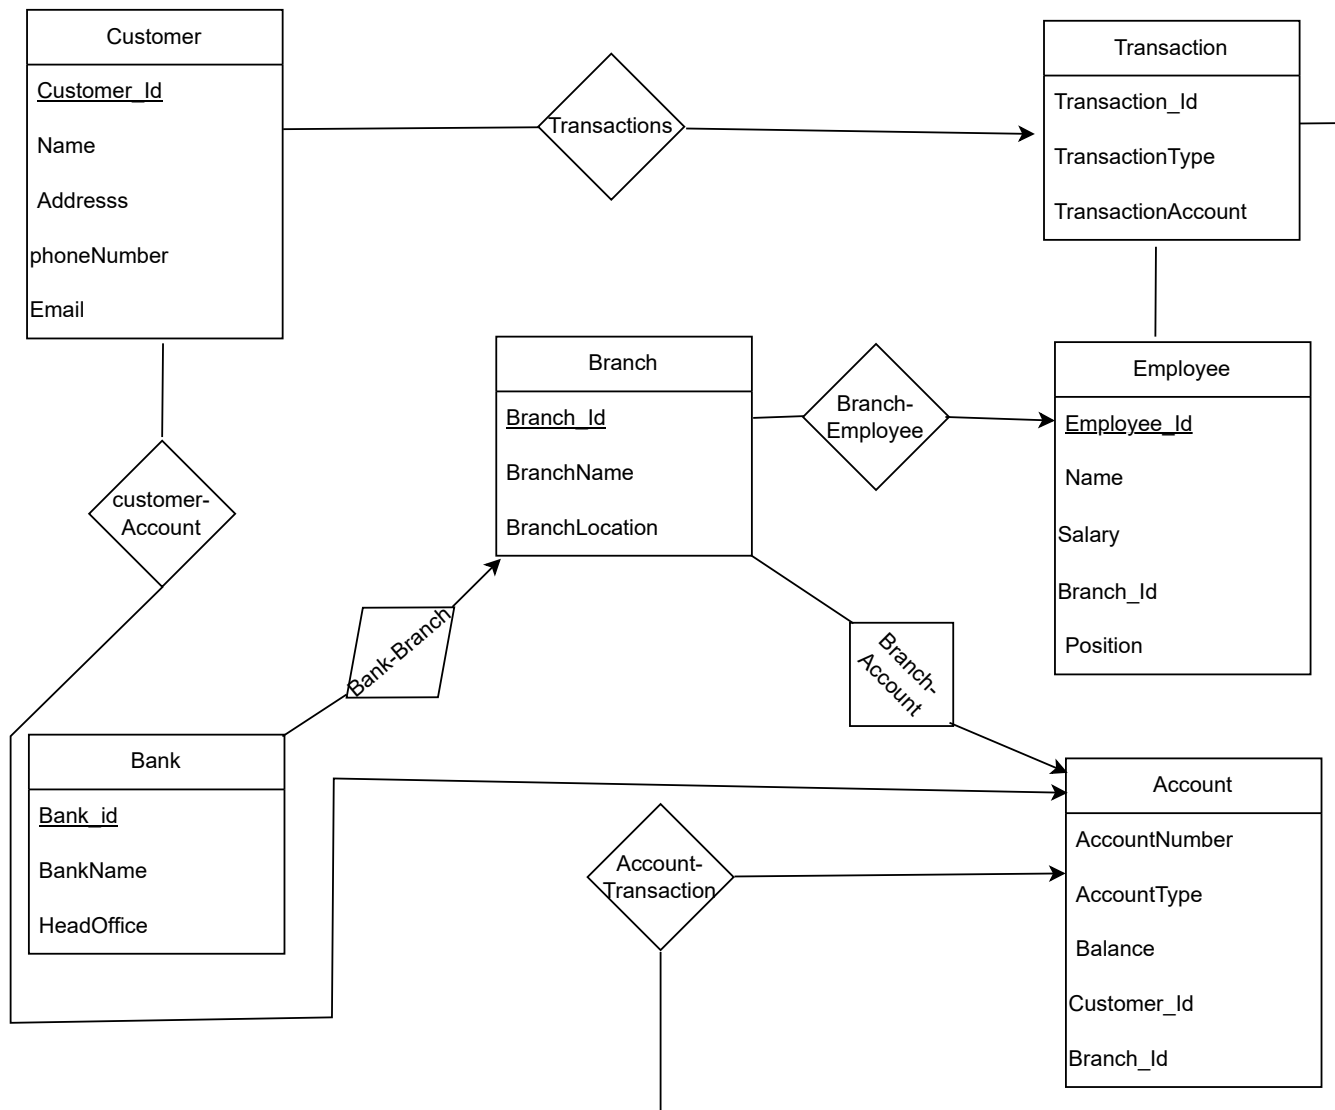 Customer
Customer_Id
Name
Addresss
phoneNumber
Email
Transactions
Transaction
Transaction_Id
TransactionType
TransactionAccount
customer-
Account
Branch
Branch_Id
BranchName
BranchLocation
Branch-
Employee
Employee
Employee_Id
Name
Salary
Branch_Id
Position
Bank-Branch
Branch-
Account
Bank
Bank_id
BankName
HeadOffice
Account-
Transaction
Account
AccountNumber
AccountType
Balance
Customer_Id
Branch_Id